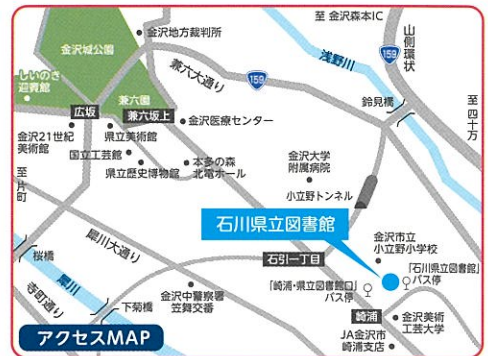 至 金沢森本IC
山側環状
159
金沢地方裁判所
金沢城公園
浅野川
兼六大通り
159
しいのき
迎賓館
兼六園
鈴見橋
至 四十万
広坂
兼六坂上
金沢医療センター
金沢21世紀
美術館
県立美術館
国立工芸館
県立歴史博物館
本多の森
北電ホール
金沢大学
附属病院
小立野トンネル
至 片町
石川県立図書館
金沢市立
小立野小学校
犀川大通り
石引一丁目
「石川県立図書館」
バス停
桜橋
犀川
金沢中警察署
笠舞交番
「崎浦・県立図書館口」
バス停
寺町通り
下菊橋
崎浦
金沢美術
工芸大学
JA金沢市
崎浦支店
アクセスMAP